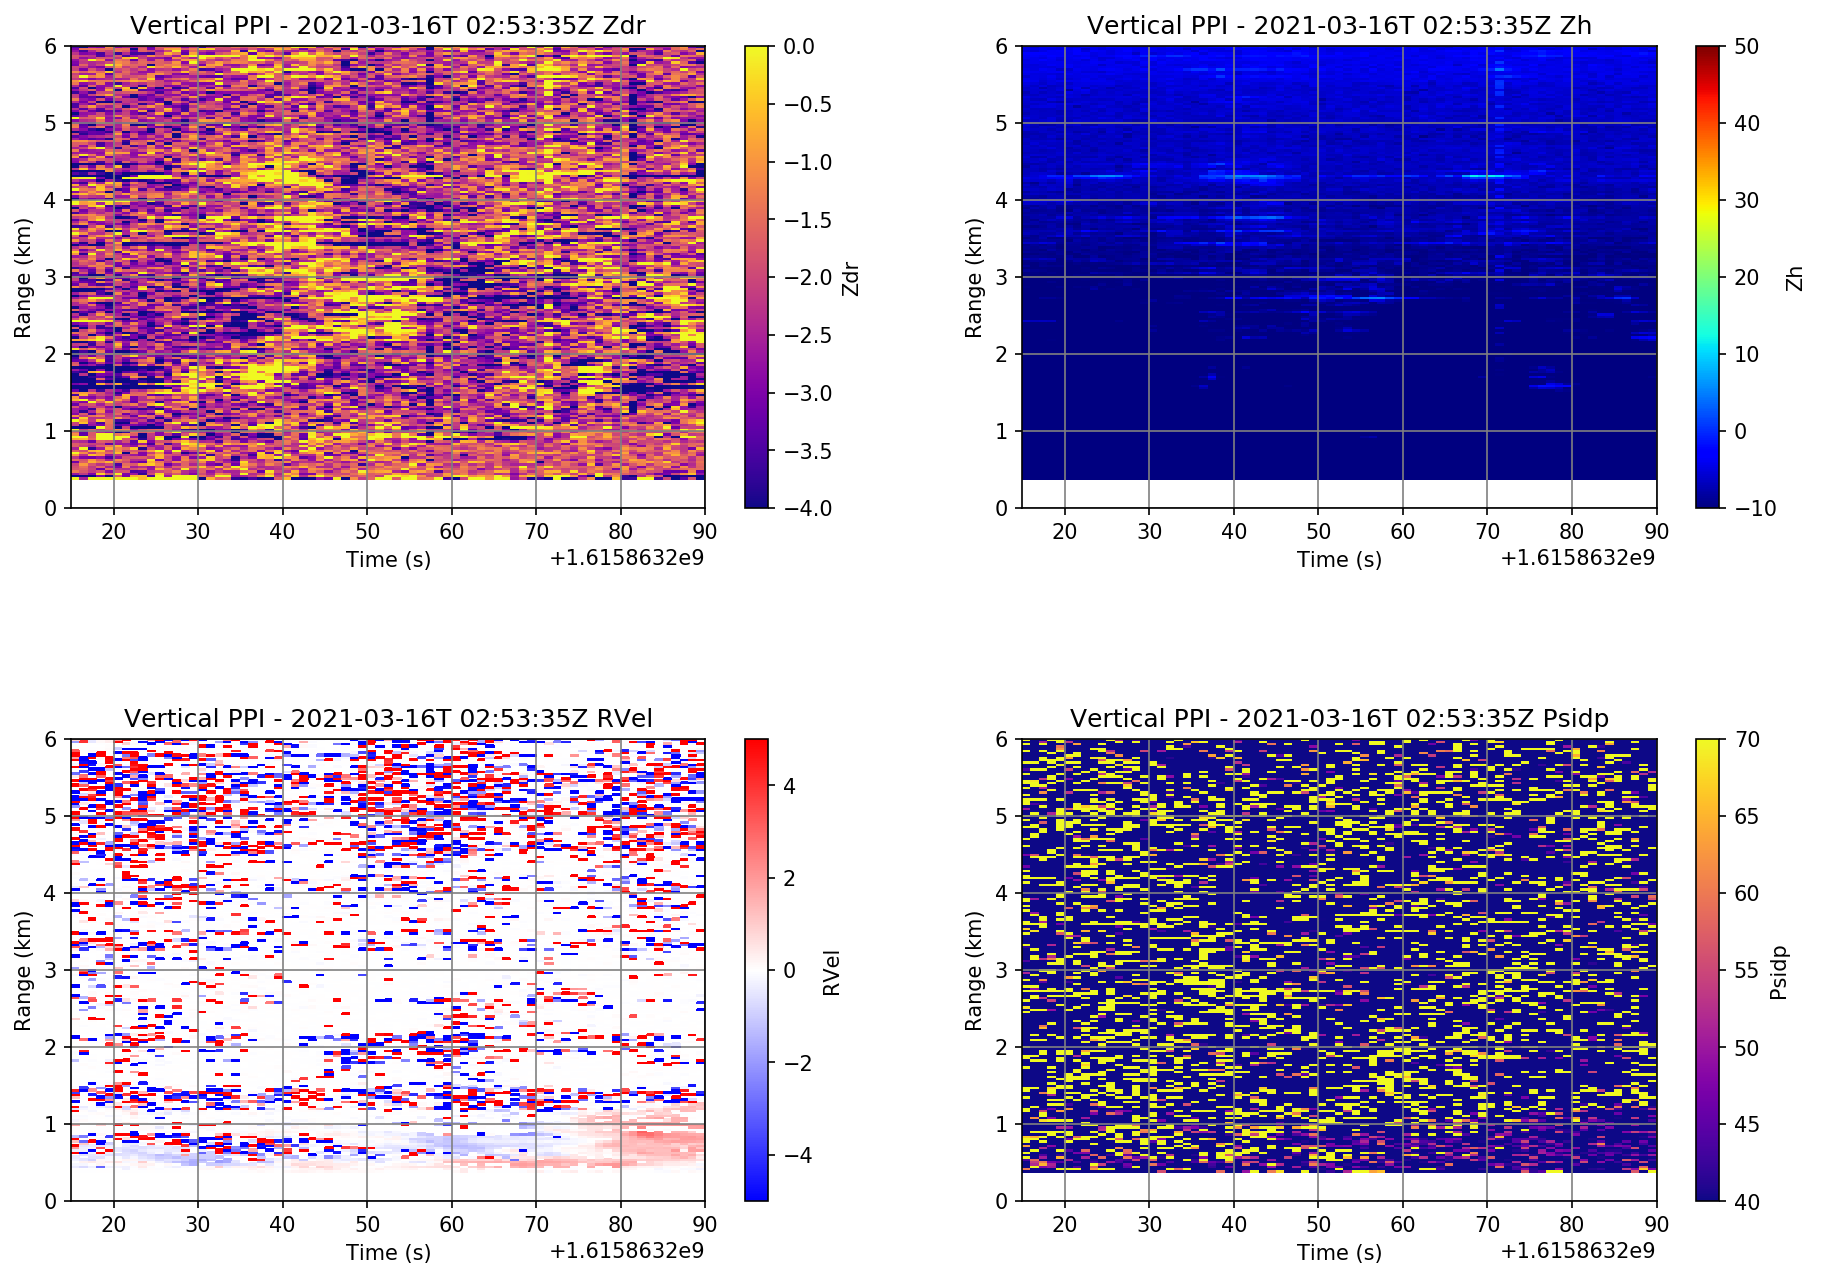 Vertical PPI - 2021-03-16T 02:53:35Z Zdr
6
5
4
3
2
1
0
Range (km)
20 30 40 50 60 70 80 90
Time (s)
+1.6158632e9
0.0
−0.5
−1.0
−1.5
−2.0
−2.5
−3.0
−3.5
−4.0
Zdr
Vertical PPI - 2021-03-16T 02:53:35Z Zh
6
5
4
3
2
1
0
Range (km)
20 30 40 50 60 70 80 90
Time (s)
+1.6158632e9
50
40
30
20
10
0
−10
Zh
Vertical PPI - 2021-03-16T 02:53:35Z RVel
6
5
4
3
2
1
0
Range (km)
20 30 40 50 60 70 80 90
Time (s)
+1.6158632e9
4
2
0
−2
−4
RVel
Vertical PPI - 2021-03-16T 02:53:35Z Psidp
6
5
4
3
2
1
0
Range (km)
20 30 40 50 60 70 80 90
Time (s)
+1.6158632e9
70
65
60
55
50
45
40
Psidp